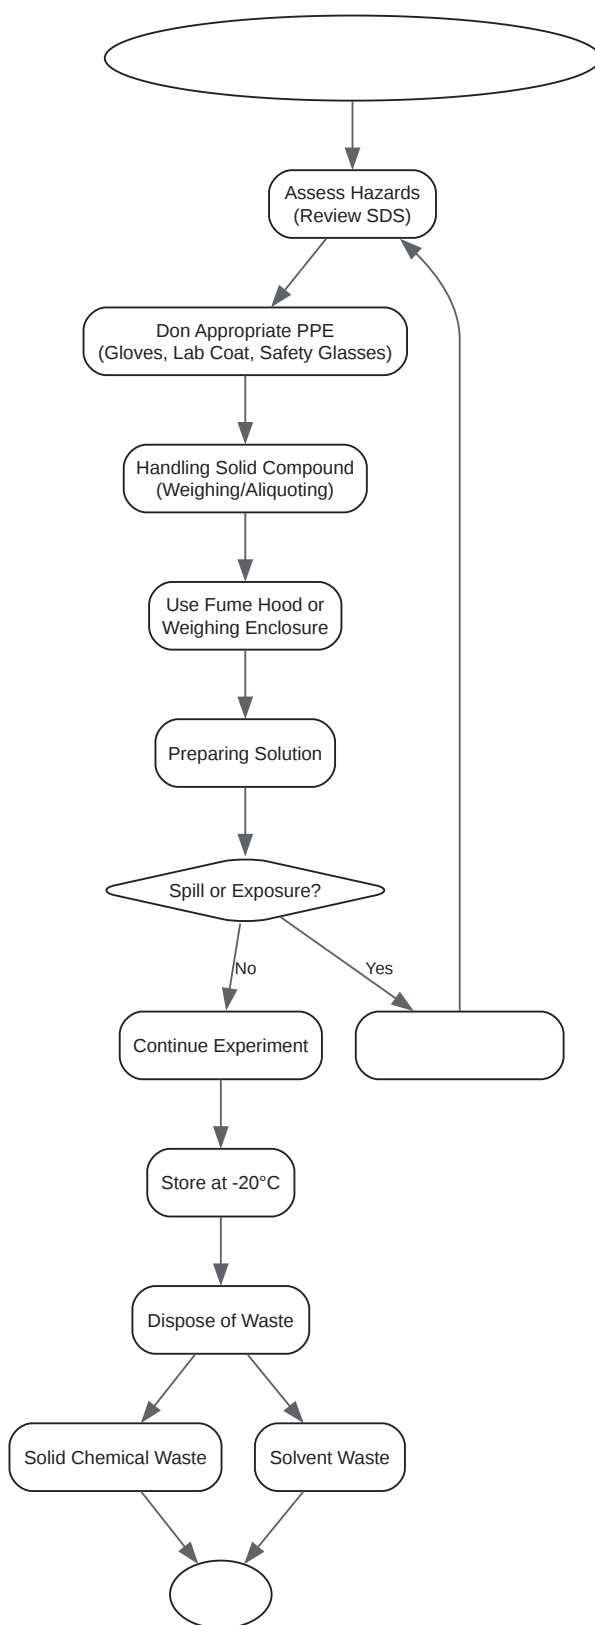 Assess Hazards
(Review SDS)
Don Appropriate PPE
(Gloves, Lab Coat, Safety Glasses)
Handling Solid Compound
(Weighing/Aliquoting)
Use Fume Hood or
Weighing Enclosure
Preparing Solution
Spill or Exposure?
No
Yes
Continue Experiment
Store at -20°C
Dispose of Waste
Solid Chemical Waste
Solvent Waste